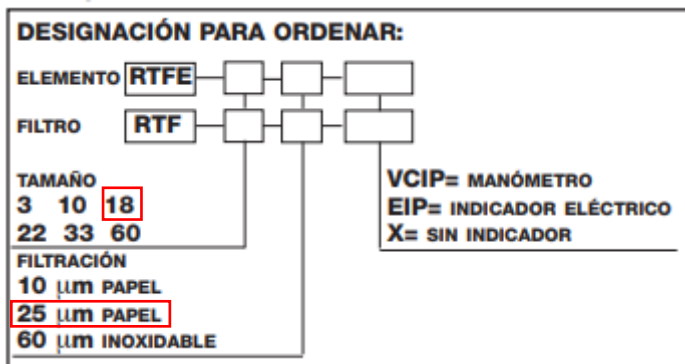 DESIGNACIÓN PARA ORDENAR:
ELEMENTO RTFE
FILTRO RTF
TAMAÑO
3 10 18
22 33 60
VCIP= MANÓMETRO
EIP= INDICADOR ELÉCTRICO
X= SIN INDICADOR
FILTRACIÓN
10 μm PAPEL
25 μm PAPEL
60 μm INOXIDABLE